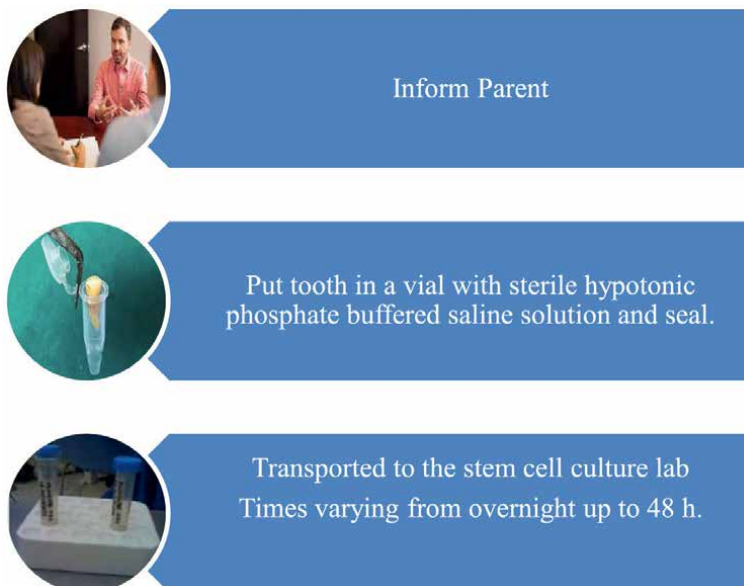 Inform Parent
Put tooth in a vial with sterile hypotonic
phosphate buffered saline solution and seal.
Transported to the stem cell culture lab
Times varying from overnight up to 48 h.